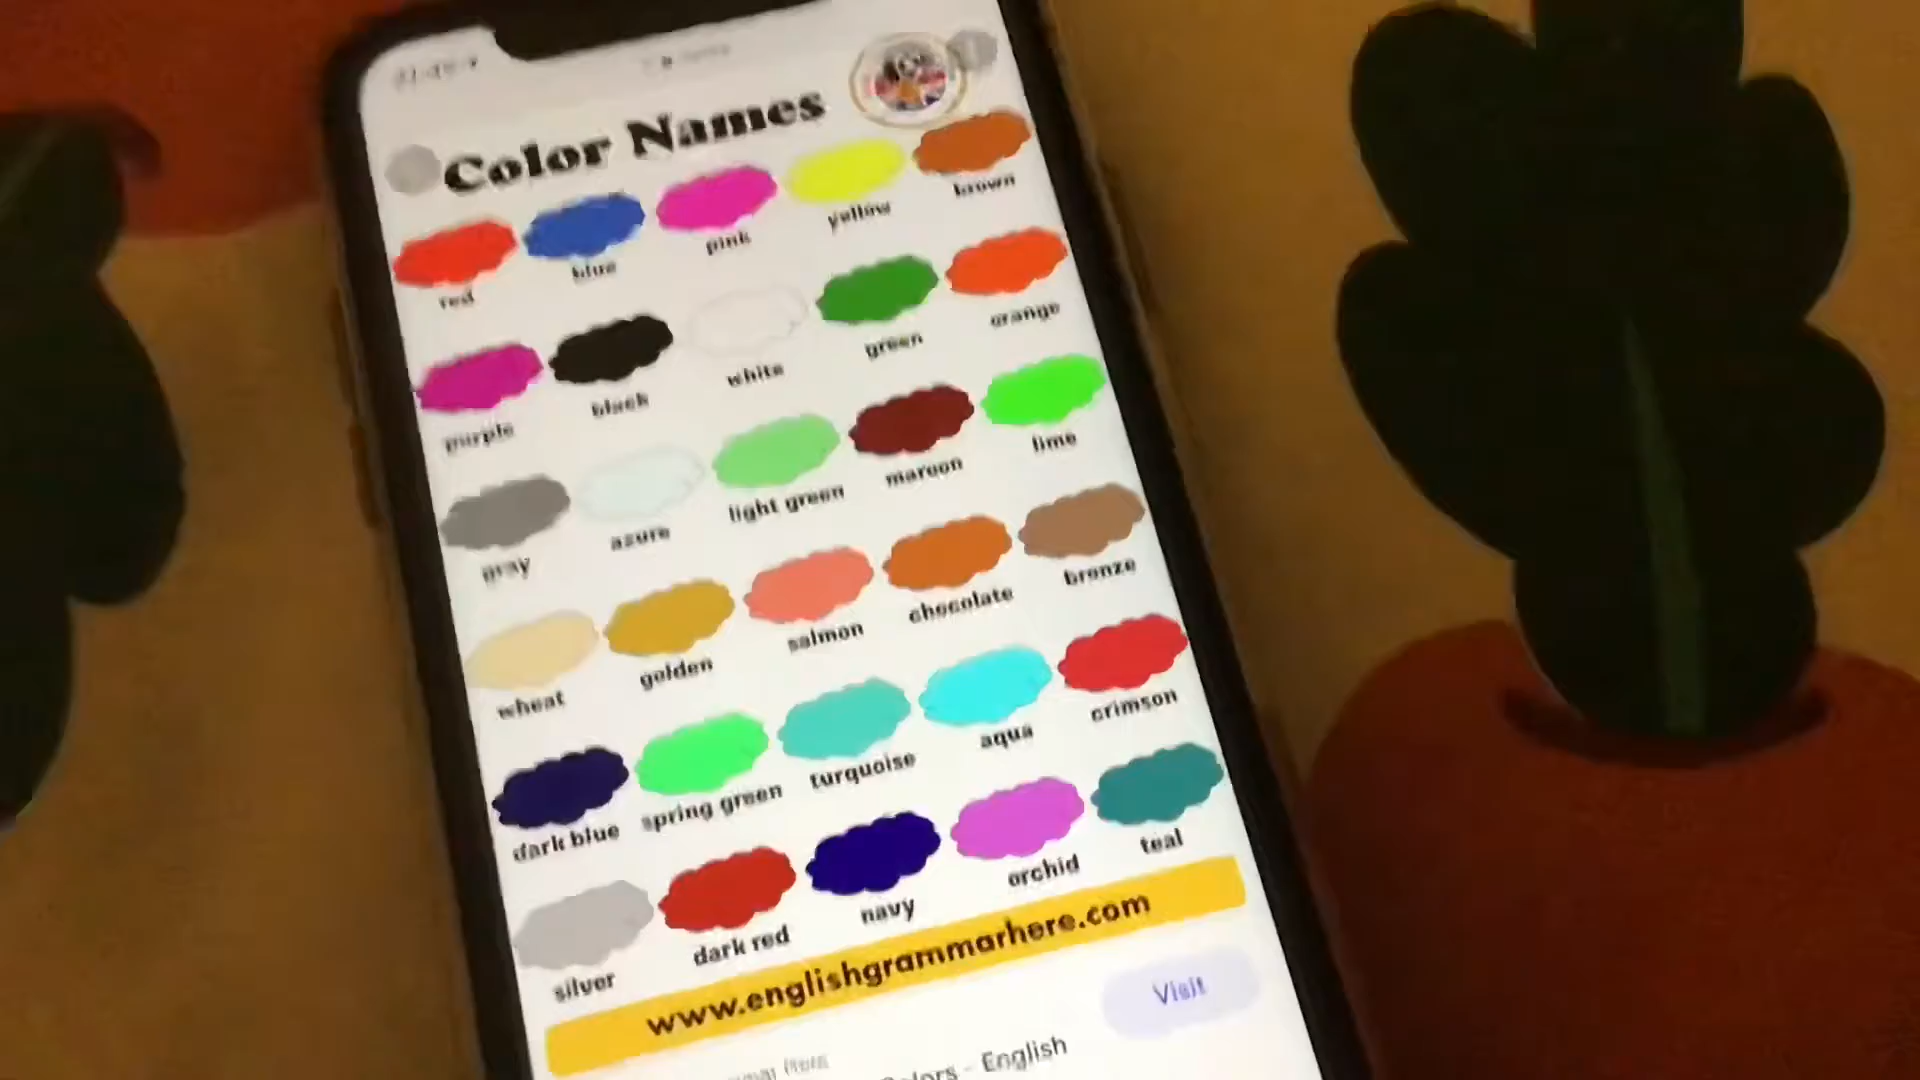 Color Names
red blue pink yellow brown
purple black white green orange
gray azure light green maroon lime
wheat golden salmon chocolate bronze
dark blue spring green turquoise aqua crimson
silver dark red navy orchid teal
www.englishgrammarhere.com
Visit
- English